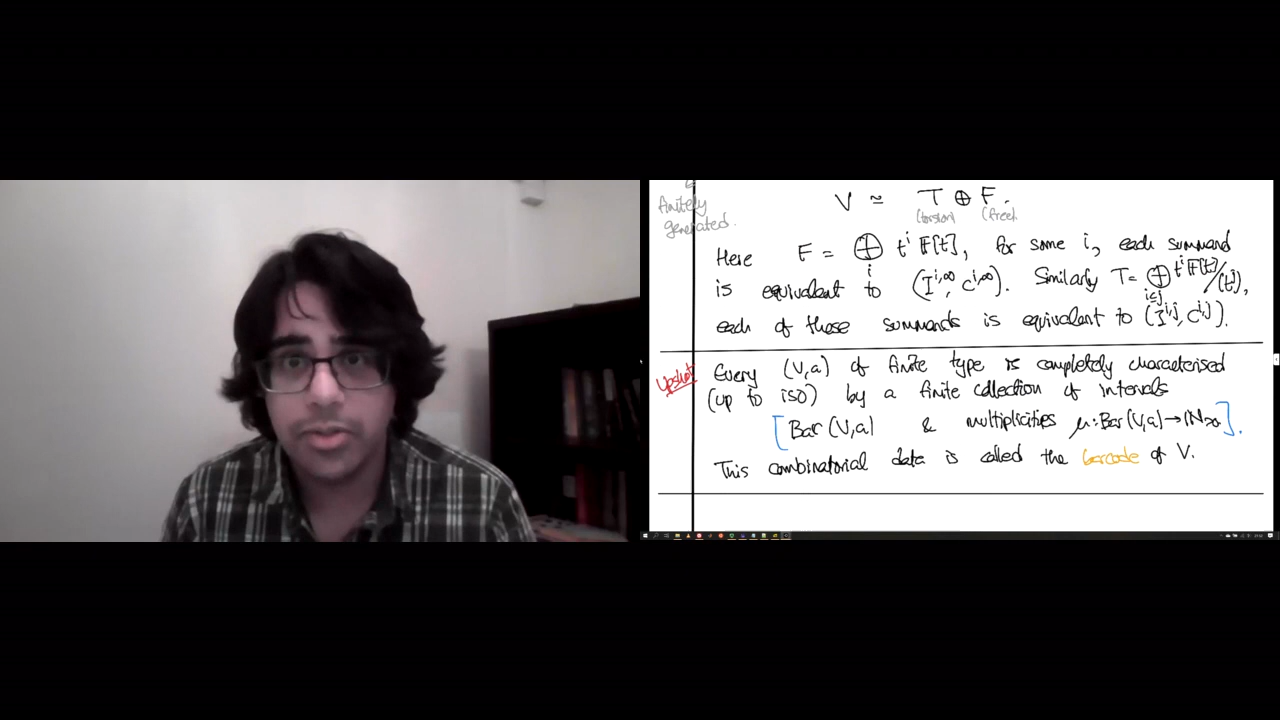 V ≃ T ⊕ F.
(torsion) (free)
finitely
generated.
Here F = ⊕_i t^i 𝔽[t], for some i, each summand
is equivalent to (I^{i,∞}, c^{i,∞}). Similarly T = ⊕_{i≤j} t^i 𝔽[t]/(t^j),
each of those summands is equivalent to (I^{i,j}, c^{i,j}).
Upshot
Every (V,a) of finite type is completely characterised
(up to iso) by a finite collection of intervals
[Bar(V,a) & multiplicities μ: Bar(V,a) → ℕ_{>0}].
This combinatorial data is called the barcode of V.